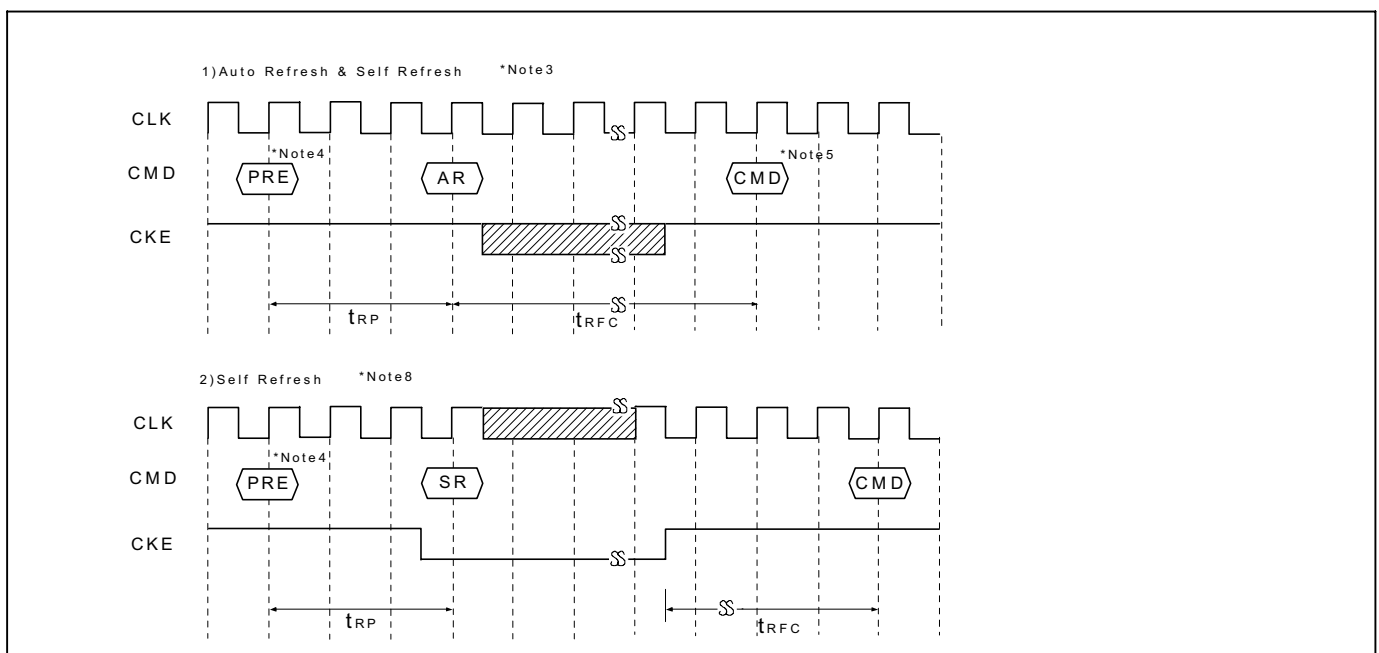 1)Auto Refresh & Self Refresh *Note3
CLK
*Note4 *Note5
CMD PRE AR CMD
CKE
tRP tRFC
2)Self Refresh *Note8
CLK
*Note4
CMD PRE SR CMD
CKE
tRP tRFC